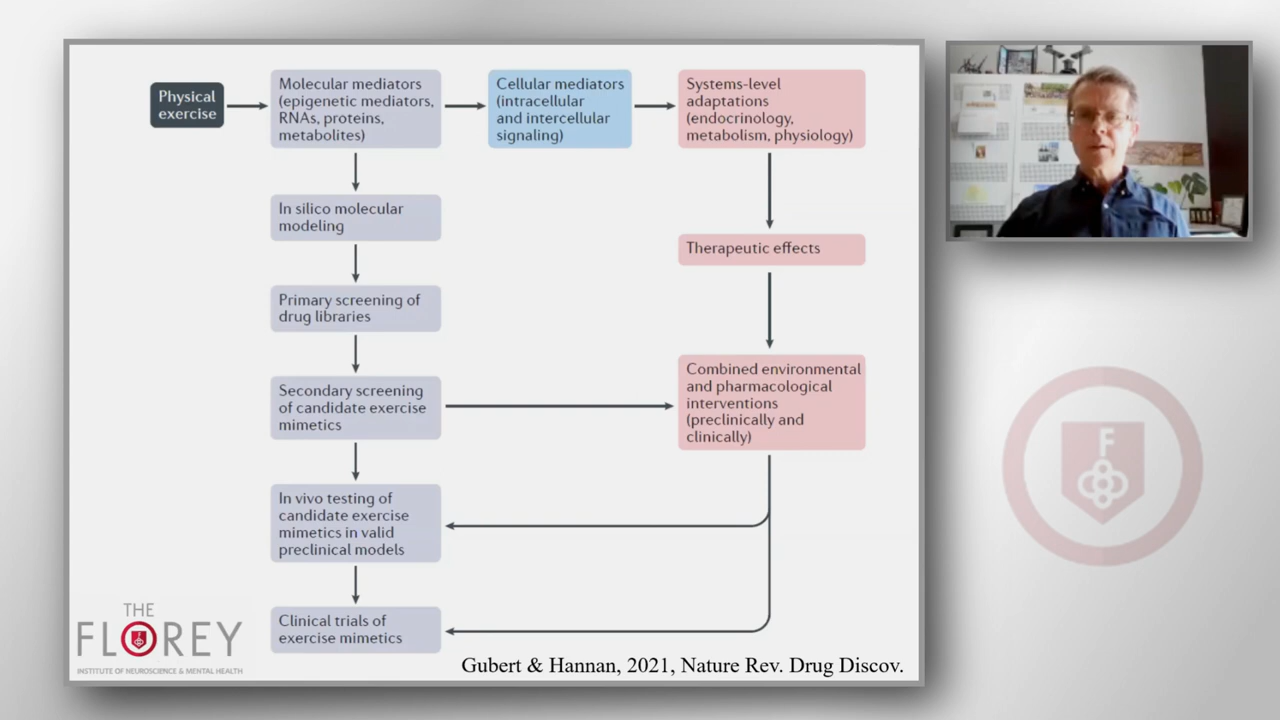 Physical
exercise
Molecular mediators
(epigenetic mediators,
RNAs, proteins,
metabolites)
Cellular mediators
(intracellular
and intercellular
signaling)
Systems-level
adaptations
(endocrinology,
metabolism, physiology)
In silico molecular
modeling
Therapeutic effects
Primary screening of
drug libraries
Secondary screening
of candidate exercise
mimetics
Combined environmental
and pharmacological
interventions
(preclinically and
clinically)
In vivo testing of
candidate exercise
mimetics in valid
preclinical models
Clinical trials of
exercise mimetics
THE
FLOREY
INSTITUTE OF NEUROSCIENCE & MENTAL HEALTH
Gubert & Hannan, 2021, Nature Rev. Drug Discov.
F